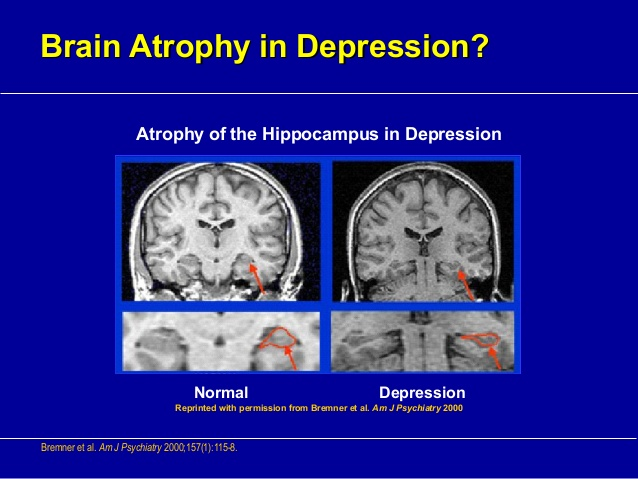 Brain Atrophy in Depression?
Atrophy of the Hippocampus in Depression
Normal Depression
Reprinted with permission from Bremner et al. Am J Psychiatry 2000
Bremner et al. Am J Psychiatry 2000;157(1):115-8.